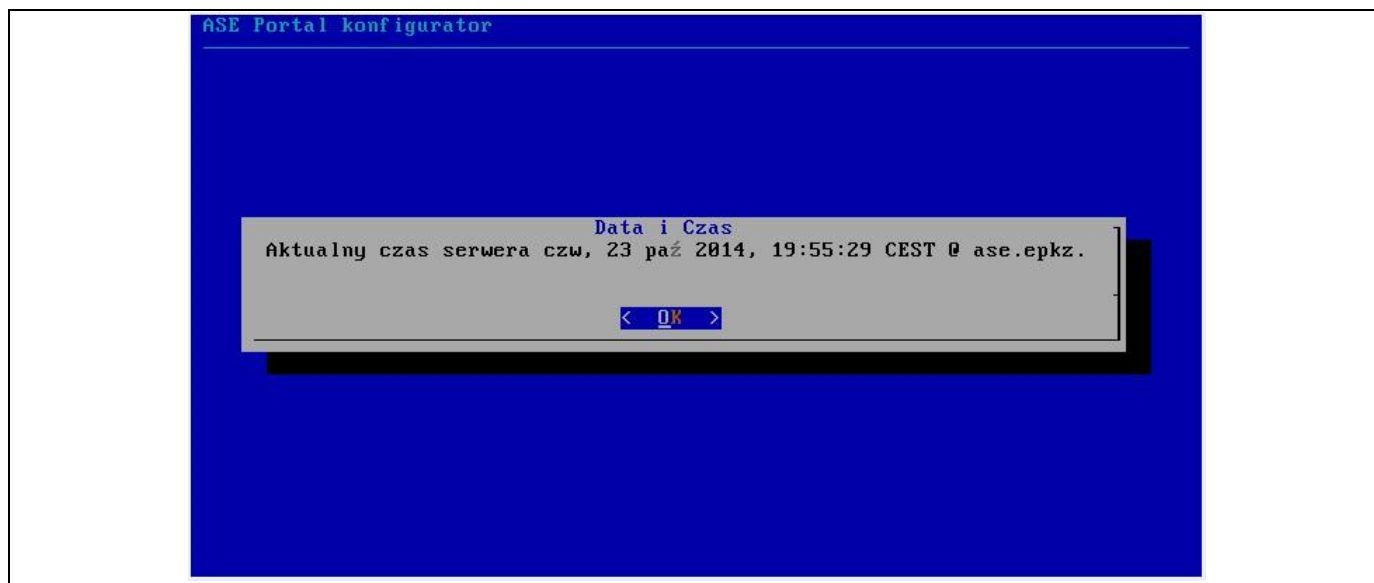 ASE Portal konfigurator
Data i Czas
Aktualny czas serwera czw, 23 paź 2014, 19:55:29 CEST @ ase.epkz.
< OK >